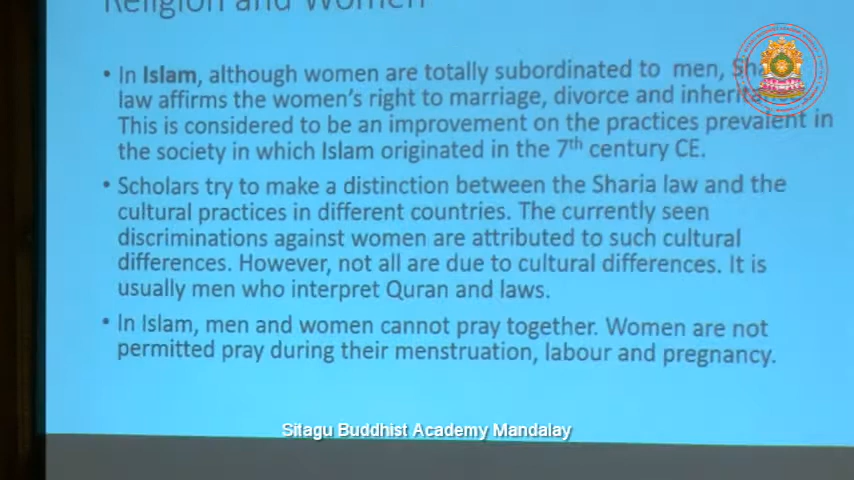 Religion and Women
• In Islam, although women are totally subordinated to men, Sha
law affirms the women's right to marriage, divorce and inherita
This is considered to be an improvement on the practices prevalent in
the society in which Islam originated in the 7th century CE.
• Scholars try to make a distinction between the Sharia law and the
cultural practices in different countries. The currently seen
discriminations against women are attributed to such cultural
differences. However, not all are due to cultural differences. It is
usually men who interpret Quran and laws.
• In Islam, men and women cannot pray together. Women are not
permitted pray during their menstruation, labour and pregnancy.
Sitagu Buddhist Academy Mandalay